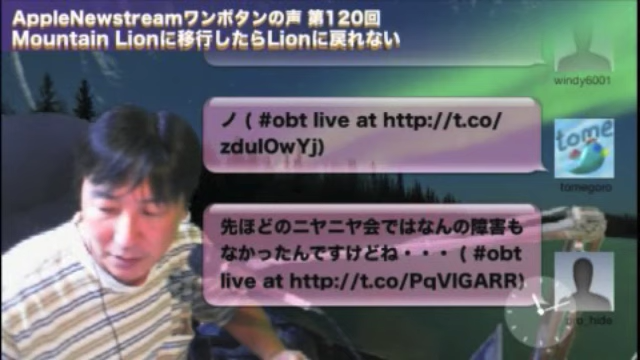 AppleNewstreamワンボタンの声 第120回
Mountain Lionに移行したらLionに戻れない
windy6001
ノ ( #obt live at http://t.co/
zduIOwYj)
tome
tomegoro
先ほどのニヤニヤ会ではなんの障害も
なかったんですけどね・・・ ( #obt
live at http://t.co/PqVIGARR)